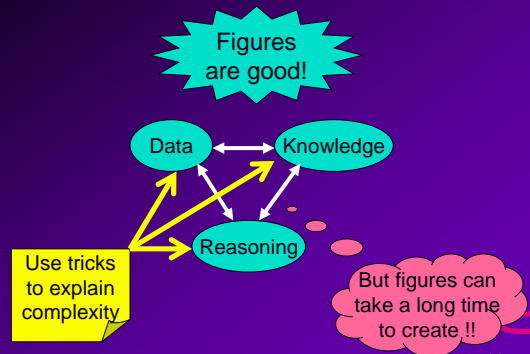 Figures
are good!
Data
Knowledge
Reasoning
Use tricks
to explain
complexity
But figures can
take a long time
to create !!